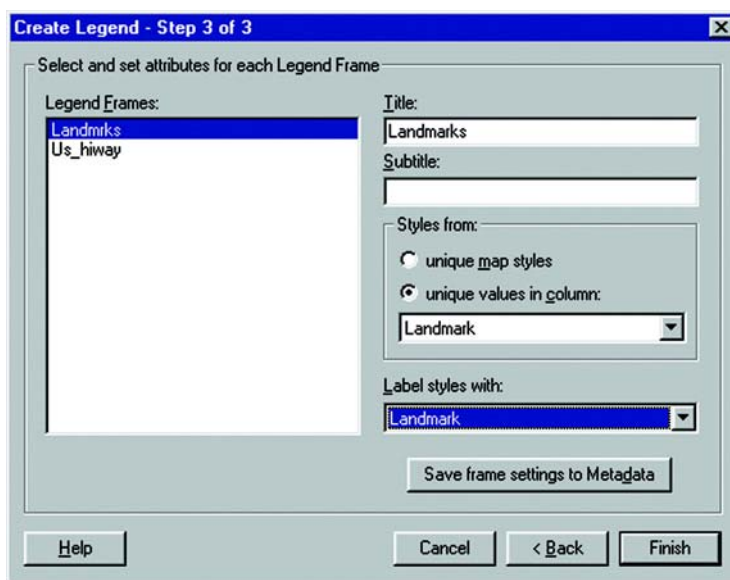 Create Legend - Step 3 of 3
Select and set attributes for each Legend Frame
Legend Frames:
Landmrks
Us_hiway
Title:
Landmarks
Subtitle:
Styles from:
unique map styles
unique values in column:
Landmark
Label styles with:
Landmark
Save frame settings to Metadata
Help
Cancel
< Back
Finish